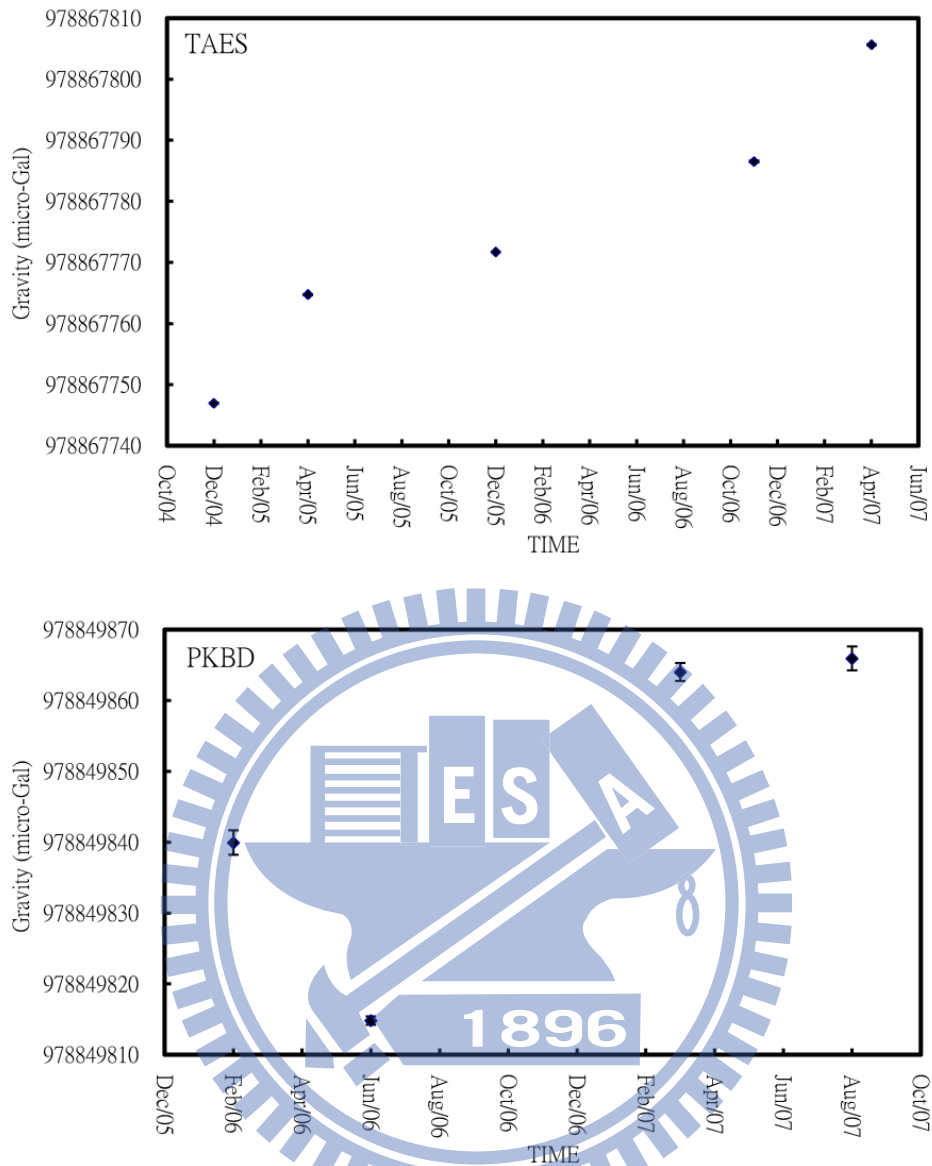 TAES
Gravity (micro-Gal)
978867810
978867800
978867790
978867780
978867770
978867760
978867750
978867740
Oct/04
Dec/04
Feb/05
Apr/05
Jun/05
Aug/05
Oct/05
Dec/05
Feb/06
Apr/06
Jun/06
Aug/06
Oct/06
Dec/06
Feb/07
Apr/07
Jun/07
TIME
PKBD
Gravity (micro-Gal)
978849870
978849860
978849850
978849840
978849830
978849820
978849810
E S A
1896
Dec/05
Feb/06
Apr/06
Jun/06
Aug/06
Oct/06
Dec/06
Feb/07
Apr/07
Jun/07
Aug/07
Oct/07
TIME